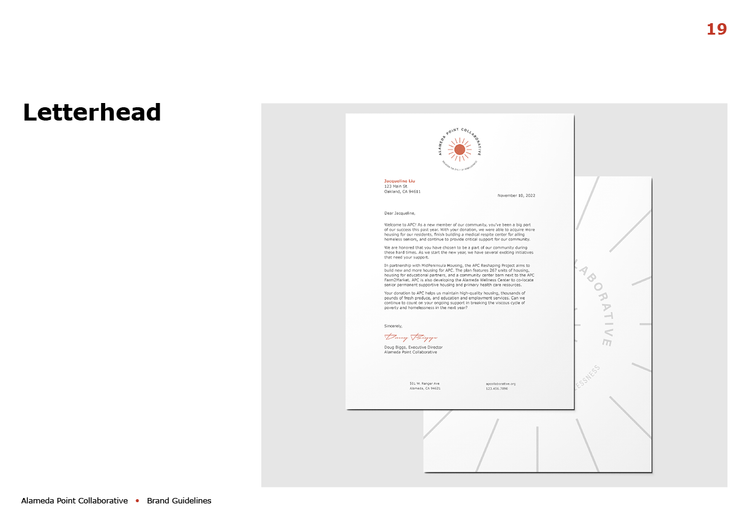 19
Letterhead
ALAMEDA POINT COLLABORATIVE
Jacqueline Liu
123 Main St
Oakland, CA 94601
November 30, 2022
Dear Jacqueline,
Welcome to APC! As a new member of our community, you've been a big part
of our success this past year. With your donation, we were able to acquire more
housing for our residents, finish building a medical respite center for ailing
homeless seniors, and continue to provide critical support for our community.
We are honored that you have chosen to be a part of our community during
these hard times. As we start the new year, we have several exciting initiatives
that need your support.
In partnership with MidPeninsula Housing, the APC Reshaping Project aims to
build new and more housing for APC. The plan features 267 units of housing,
housing for educational partners, and a community center barn next to the APC
Farm2Market. APC is also developing the Alameda Wellness Center to co-locate
senior permanent supportive housing and primary health care resources.
Your donation to APC helps us maintain high-quality housing, thousands of
pounds of fresh produce, and education and employment services. Can we
continue to count on your ongoing support in breaking the vicious cycle of
poverty and homelessness in the next year?
Sincerely,
Doug Biggs, Executive Director
Alameda Point Collaborative
W. Ranger Ave
apcollaborative.org
Alameda, CA
LABORATIVE
Alameda Point Collaborative • Brand Guidelines